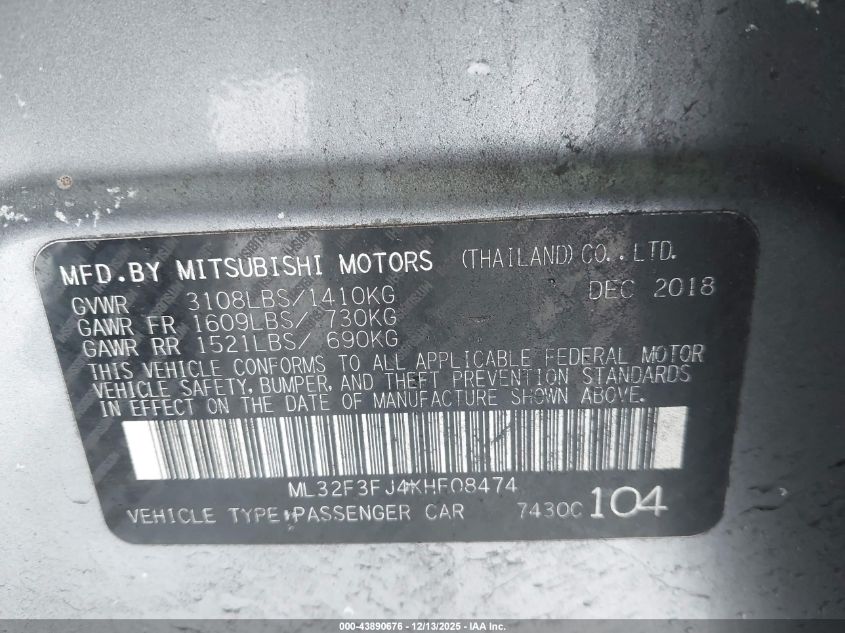 MFD.BY MITSUBISHI MOTORS (THAILAND) CO.,LTD.
GVWR 3108LBS/1410KG DEC 2018
GAWR FR 1609LBS/ 730KG
GAWR RR 1521LBS/ 690KG
THIS VEHICLE CONFORMS TO ALL APPLICABLE FEDERAL MOTOR
VEHICLE SAFETY, BUMPER, AND THEFT PREVENTION STANDARDS
IN EFFECT ON THE DATE OF MANUFACTURE SHOWN ABOVE.
ML32F3FJ4KHF08474
VEHICLE TYPE:PASSENGER CAR 7430C 104
000-43890676 - 12/13/2025 - IAA Inc.